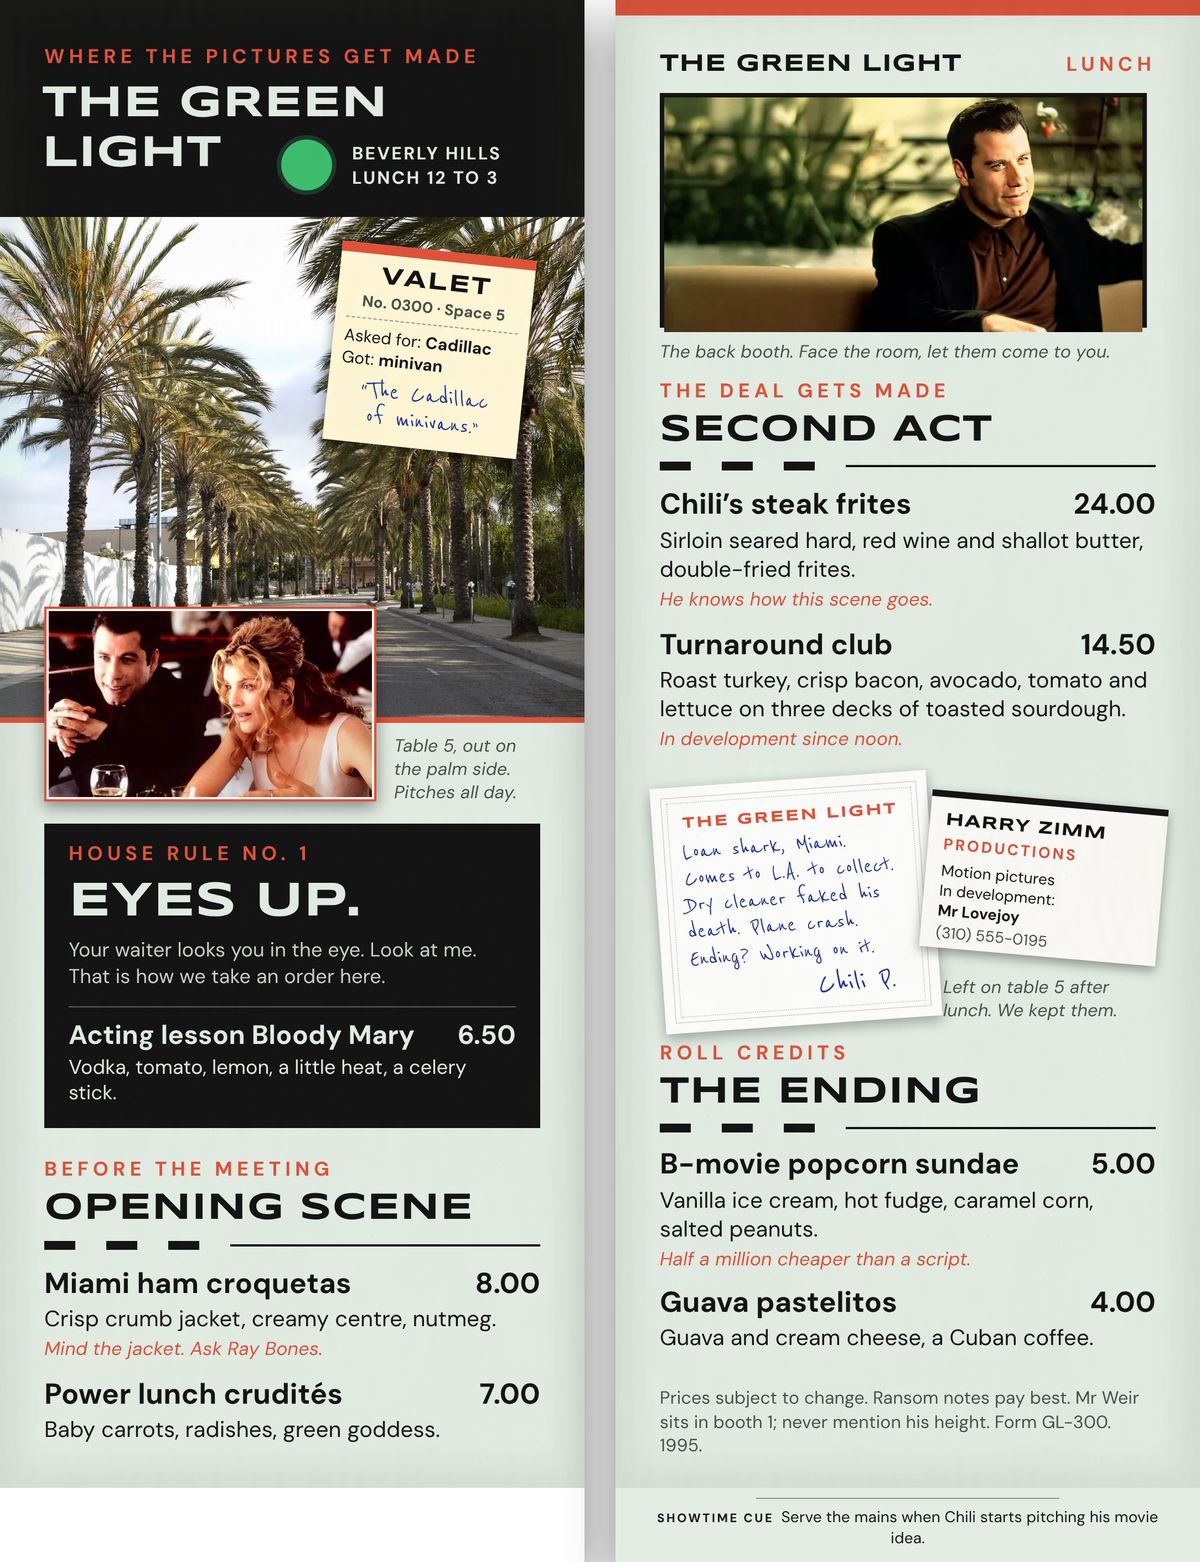 WHERE THE PICTURES GET MADE
THE GREEN
LIGHT
BEVERLY HILLS
LUNCH 12 TO 3
VALET
No. 0300 · Space 5
Asked for: Cadillac
Got: minivan
"The Cadillac
of minivans."
Table 5, out on
the palm side.
Pitches all day.
HOUSE RULE NO. 1
EYES UP.
Your waiter looks you in the eye. Look at me.
That is how we take an order here.
Acting lesson Bloody Mary 6.50
Vodka, tomato, lemon, a little heat, a celery
stick.
BEFORE THE MEETING
OPENING SCENE
Miami ham croquetas 8.00
Crisp crumb jacket, creamy centre, nutmeg.
Mind the jacket. Ask Ray Bones.
Power lunch crudités 7.00
Baby carrots, radishes, green goddess.
THE GREEN LIGHT LUNCH
The back booth. Face the room, let them come to you.
THE DEAL GETS MADE
SECOND ACT
Chili’s steak frites 24.00
Sirloin seared hard, red wine and shallot butter,
double-fried frites.
He knows how this scene goes.
Turnaround club 14.50
Roast turkey, crisp bacon, avocado, tomato and
lettuce on three decks of toasted sourdough.
In development since noon.
THE GREEN LIGHT
Loan shark, Miami.
Comes to L.A. to collect.
Dry cleaner faked his
death. Plane crash.
Ending? Working on it.
Chili P.
HARRY ZIMM
PRODUCTIONS
Motion pictures
In development:
Mr Lovejoy
(310) 555-0195
Left on table 5 after
lunch. We kept them.
ROLL CREDITS
THE ENDING
B-movie popcorn sundae 5.00
Vanilla ice cream, hot fudge, caramel corn,
salted peanuts.
Half a million cheaper than a script.
Guava pastelitos 4.00
Guava and cream cheese, a Cuban coffee.
Prices subject to change. Ransom notes pay best. Mr Weir
sits in booth 1; never mention his height. Form GL-300.
1995.
SHOWTIME CUE Serve the mains when Chili starts pitching his movie
idea.